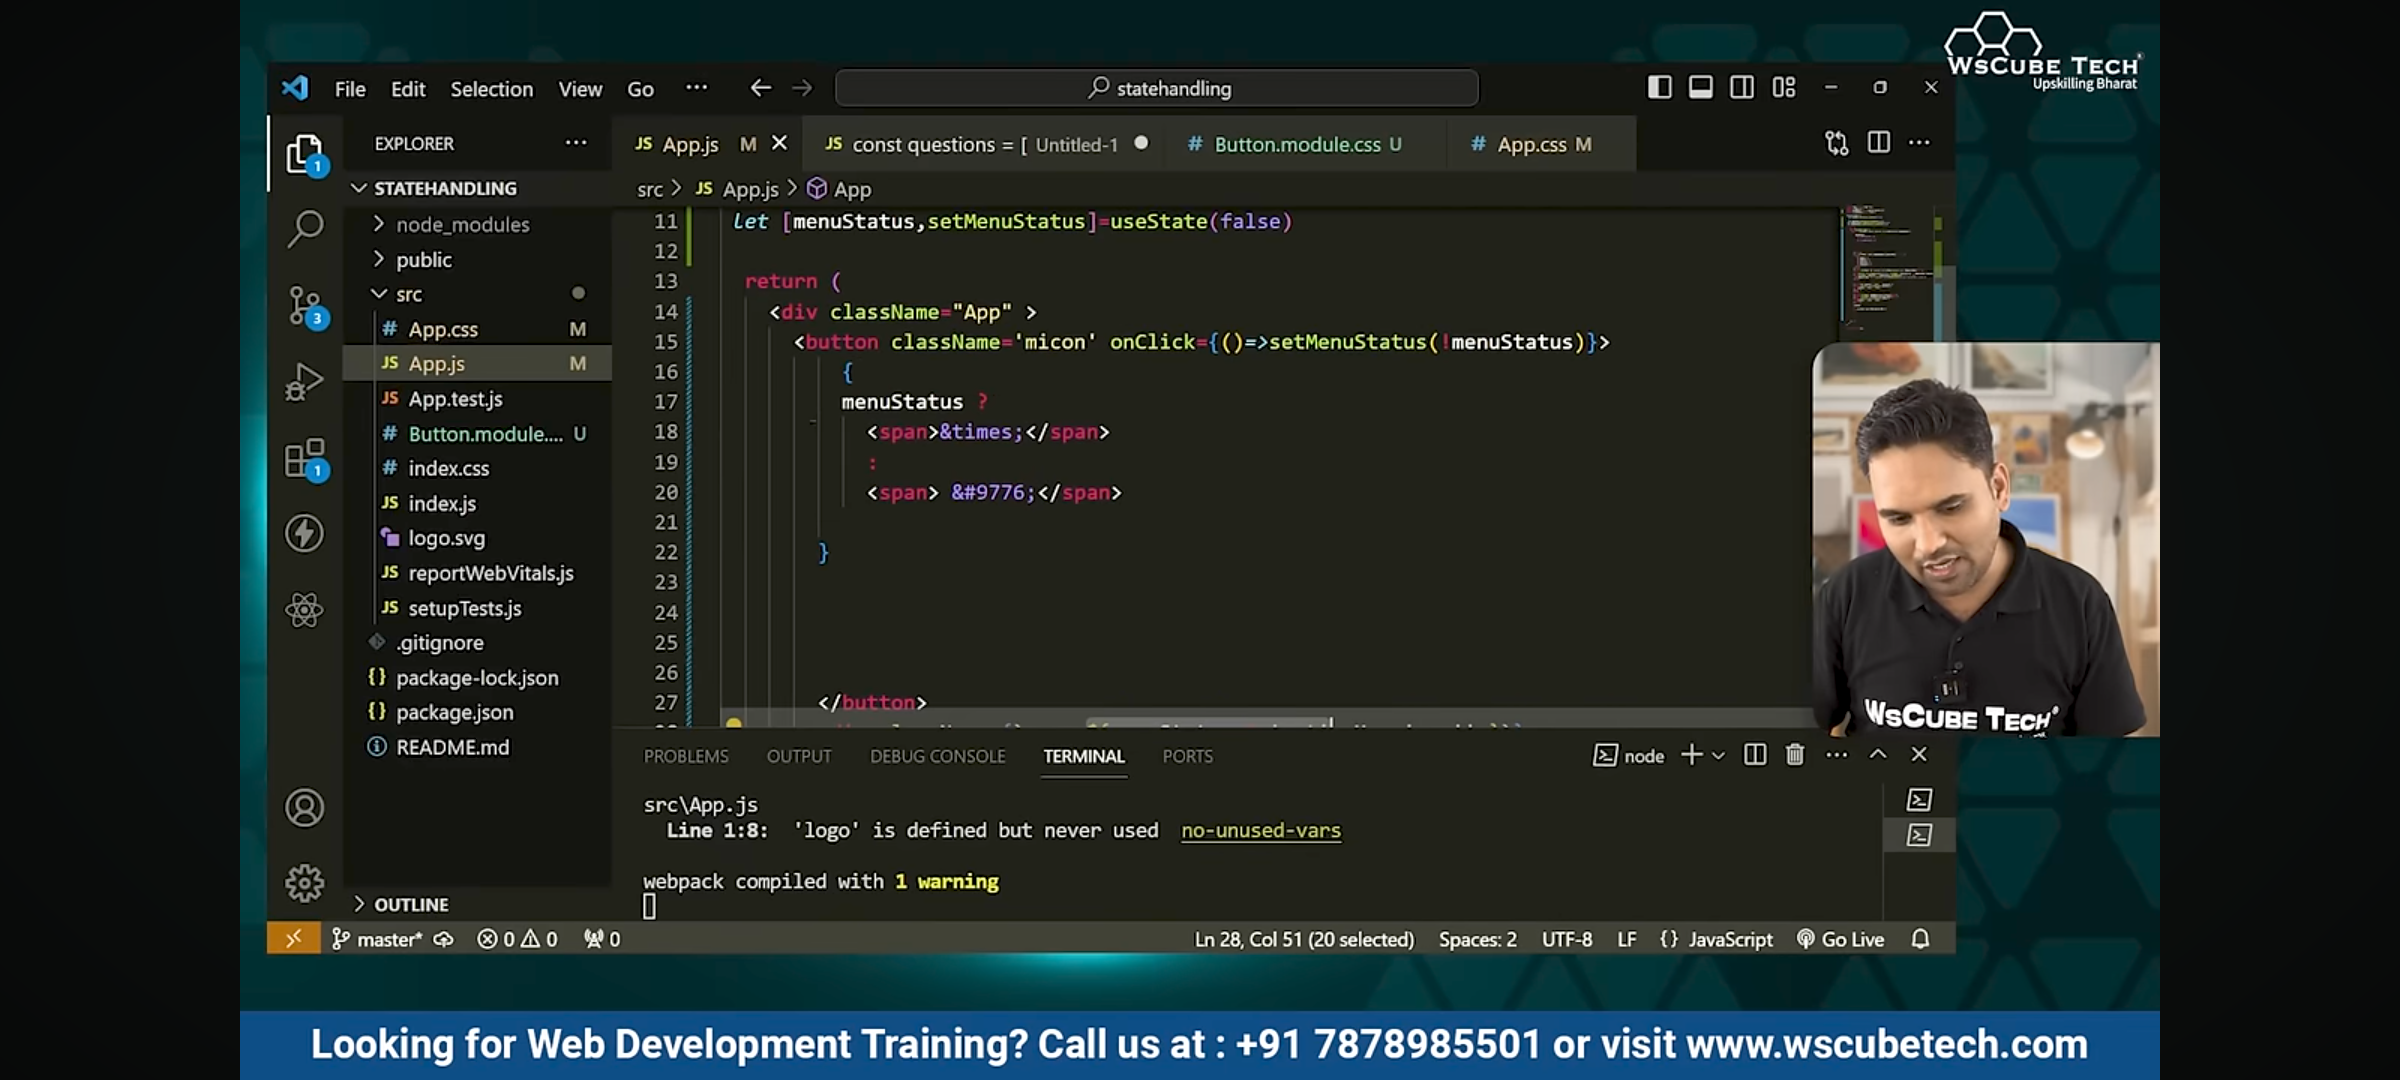 WsCube Tech
Upskilling Bharat
File Edit Selection View Go ··· statehandling
EXPLORER ···
JS App.js M
JS const questions = [ Untitled-1
# Button.module.css U
# App.css M
STATEHANDLING
node_modules
public
src
# App.css M
JS App.js M
JS App.test.js
# Button.module.... U
# index.css
JS index.js
logo.svg
JS reportWebVitals.js
JS setupTests.js
.gitignore
{} package-lock.json
{} package.json
README.md
OUTLINE
src > JS App.js > App
11 let [menuStatus,setMenuStatus]=useState(false)
12
13 return (
14 <div className="App" >
15 <button className='micon' onClick={()=>setMenuStatus(!menuStatus)}>
16 {
17 menuStatus ?
18 <span>&times;</span>
19 :
20 <span> &#9776;</span>
21
22 }
23
24
25
26
27 </button>
PROBLEMS OUTPUT DEBUG CONSOLE TERMINAL PORTS
node
src\App.js
Line 1:8: 'logo' is defined but never used no-unused-vars
webpack compiled with 1 warning
1
3
1
master* 0 0 0
Ln 28, Col 51 (20 selected) Spaces: 2 UTF-8 LF {} JavaScript Go Live
WsCube Tech
Looking for Web Development Training? Call us at : +91 7878985501 or visit www.wscubetech.com